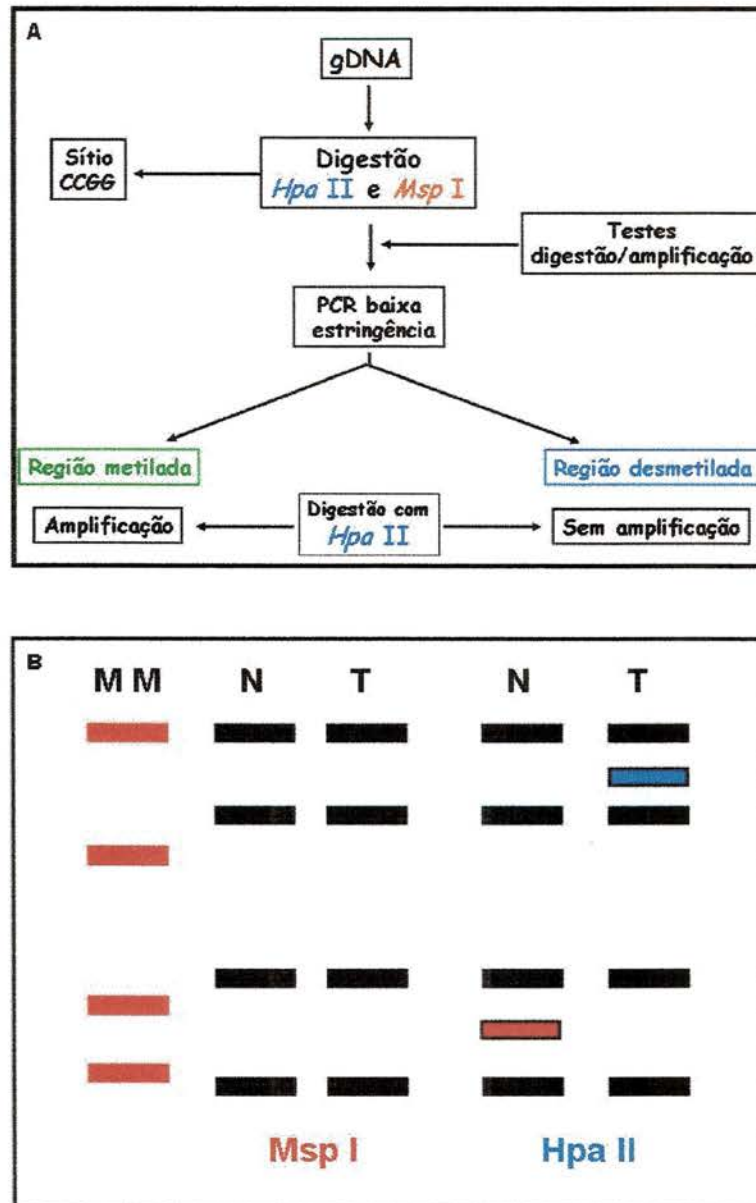 A
gDNA
Sítio
CCGG
Digestão
Hpa II e Msp I
Testes
digestão/amplificação
PCR baixa
estringência
Região metilada
Região desmetilada
Amplificação
Digestão com
Hpa II
Sem amplificação
B
M M N T N T
Msp I Hpa II